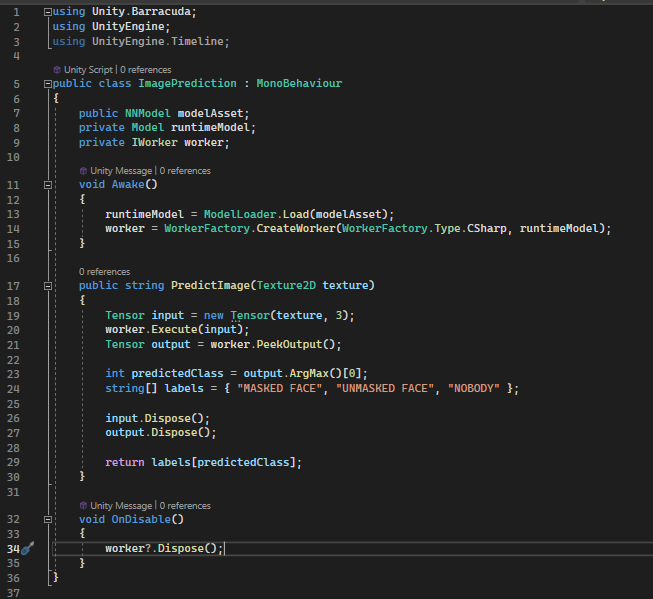 1 using Unity.Barracuda;
2 using UnityEngine;
3 using UnityEngine.Timeline;
4
Unity Script | 0 references
5 public class ImagePrediction : MonoBehaviour
6 {
7 public NNModel modelAsset;
8 private Model runtimeModel;
9 private IWorker worker;
10
Unity Message | 0 references
11 void Awake()
12 {
13 runtimeModel = ModelLoader.Load(modelAsset);
14 worker = WorkerFactory.CreateWorker(WorkerFactory.Type.CSharp, runtimeModel);
15 }
16
0 references
17 public string PredictImage(Texture2D texture)
18 {
19 Tensor input = new Tensor(texture, 3);
20 worker.Execute(input);
21 Tensor output = worker.PeekOutput();
22
23 int predictedClass = output.ArgMax()[0];
24 string[] labels = { "MASKED FACE", "UNMASKED FACE", "NOBODY" };
25
26 input.Dispose();
27 output.Dispose();
28
29 return labels[predictedClass];
30 }
31
Unity Message | 0 references
32 void OnDisable()
33 {
34 worker?.Dispose();
35 }
36 }
37